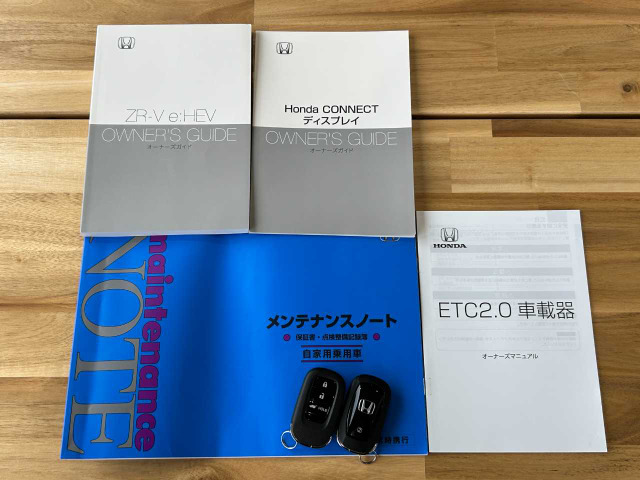 ZR-V e:HEV
OWNER'S GUIDE
オーナーズガイド
Honda CONNECT
ディスプレイ
OWNER'S GUIDE
オーナーズガイド
maintenance
NOTE
メンテナンスノート
保証書・点検整備記録簿
自家用乗用車
携行
HONDA
ETC2.0 車載器
オーナーズマニュアル